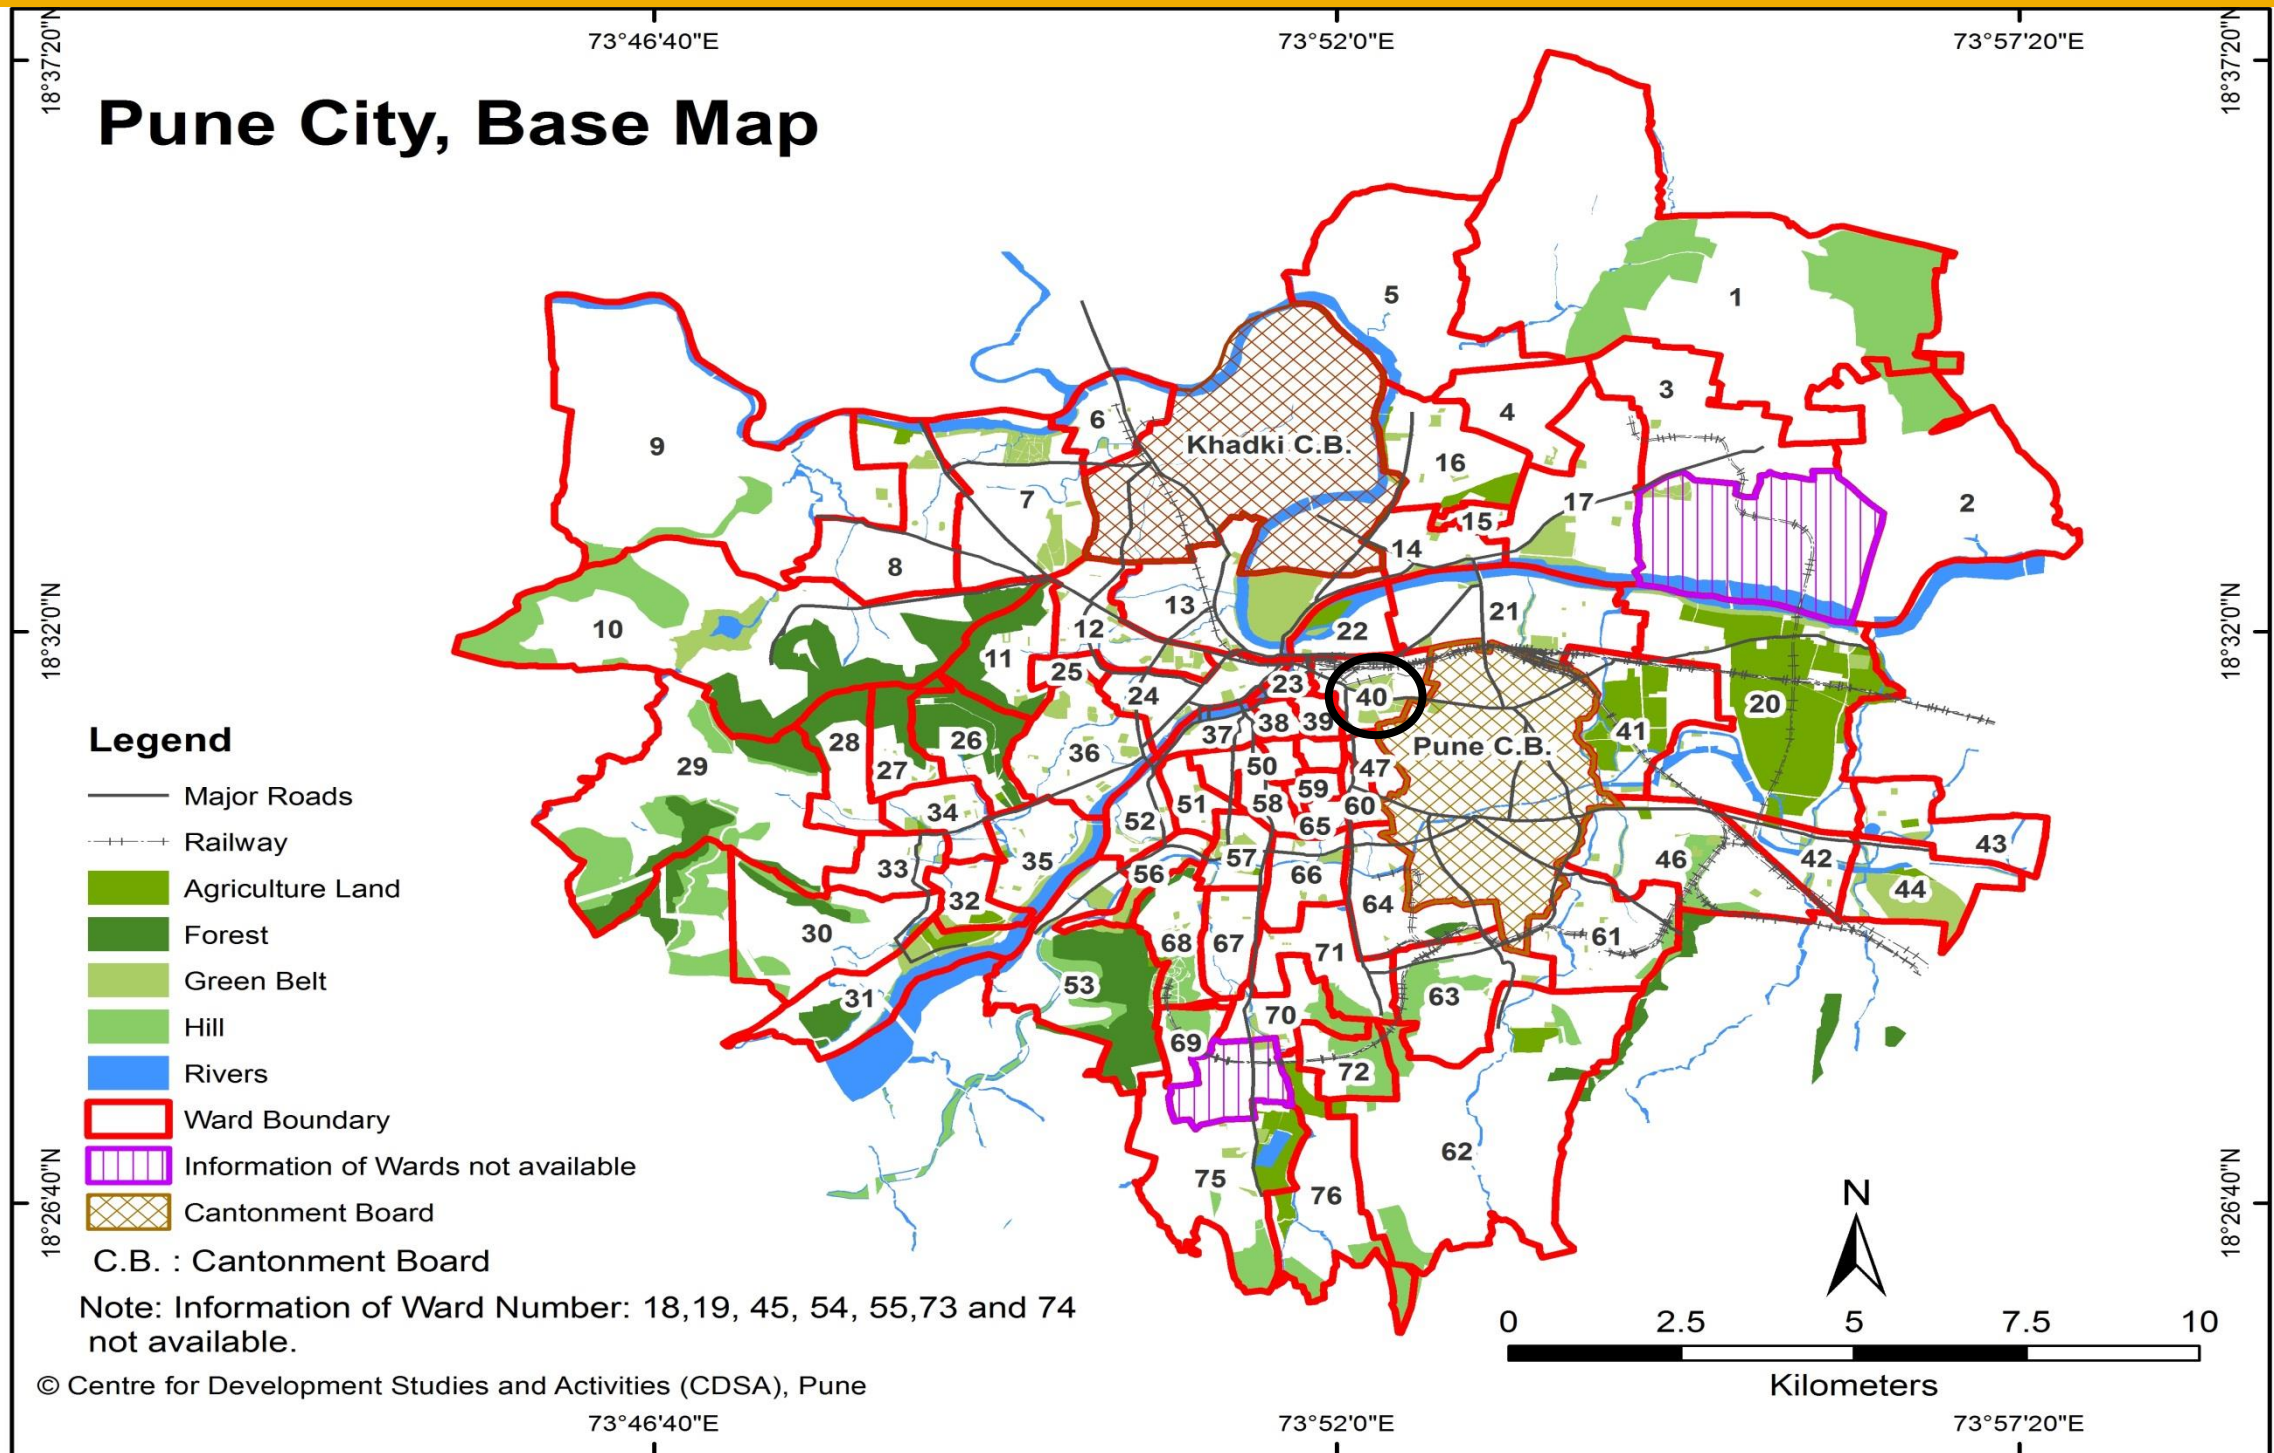 73°46'40"E
73°52'0"E
73°57'20"E
18°37'20"N
18°37'20"N
Pune City, Base Map
5
1
3
6
4
9
Khadki C.B.
16
7
17
2
15
14
8
13
21
10
12
22
11
25
23
24
40
20
38
39
37
41
28
26
Pune C.B.
36
29
27
50
47
59
51
58
60
34
52
65
43
57
42
35
46
33
56
66
44
32
64
30
61
68
67
71
53
63
31
70
69
72
62
75
76
18°32'0"N
18°32'0"N
Legend
Major Roads
Railway
Agriculture Land
Forest
Green Belt
Hill
Rivers
Ward Boundary
Information of Wards not available
Cantonment Board
C.B. : Cantonment Board
Note: Information of Ward Number: 18,19, 45, 54, 55,73 and 74
not available.
© Centre for Development Studies and Activities (CDSA), Pune
18°26'40"N
18°26'40"N
N
0 2.5 5 7.5 10
Kilometers
73°46'40"E
73°52'0"E
73°57'20"E